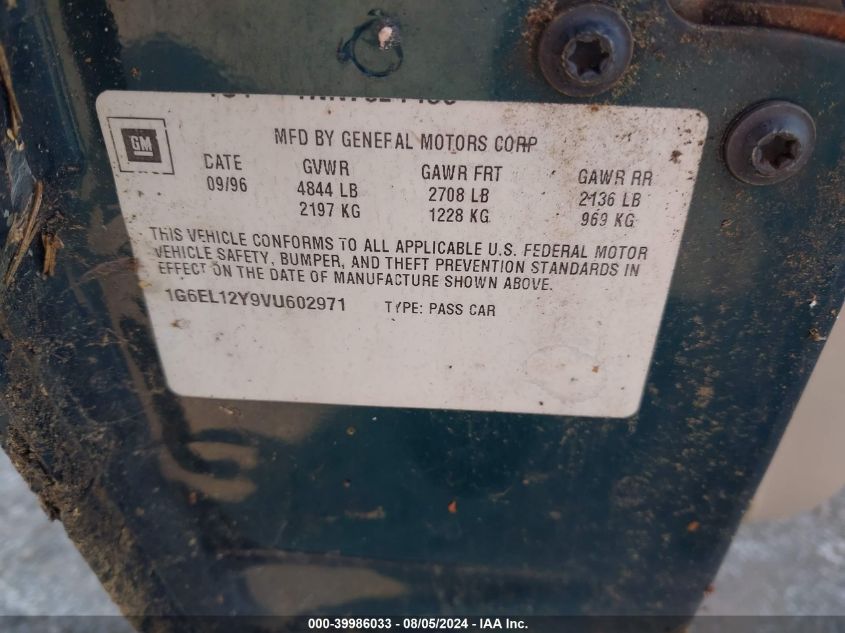 GM
MFD BY GENERAL MOTORS CORP
DATE GVWR GAWR FRT GAWR RR
09/96 4844 LB 2708 LB 2136 LB
2197 KG 1228 KG 969 KG
THIS VEHICLE CONFORMS TO ALL APPLICABLE U.S. FEDERAL MOTOR
VEHICLE SAFETY, BUMPER, AND THEFT PREVENTION STANDARDS IN
EFFECT ON THE DATE OF MANUFACTURE SHOWN ABOVE.
1G6EL12Y9VU602971 TYPE: PASS CAR
000-39986033 - 08/05/2024 - IAA Inc.